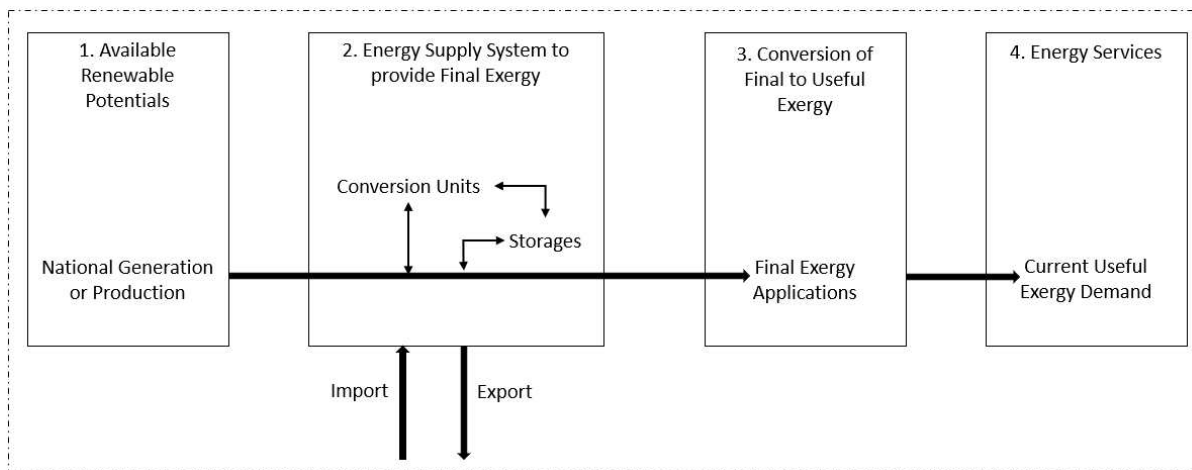 1. Available
Renewable
Potentials
National Generation
or Production
2. Energy Supply System to
provide Final Exergy
Conversion Units
Storages
Import
Export
3. Conversion of
Final to Useful
Exergy
Final Exergy
Applications
4. Energy Services
Current Useful
Exergy Demand